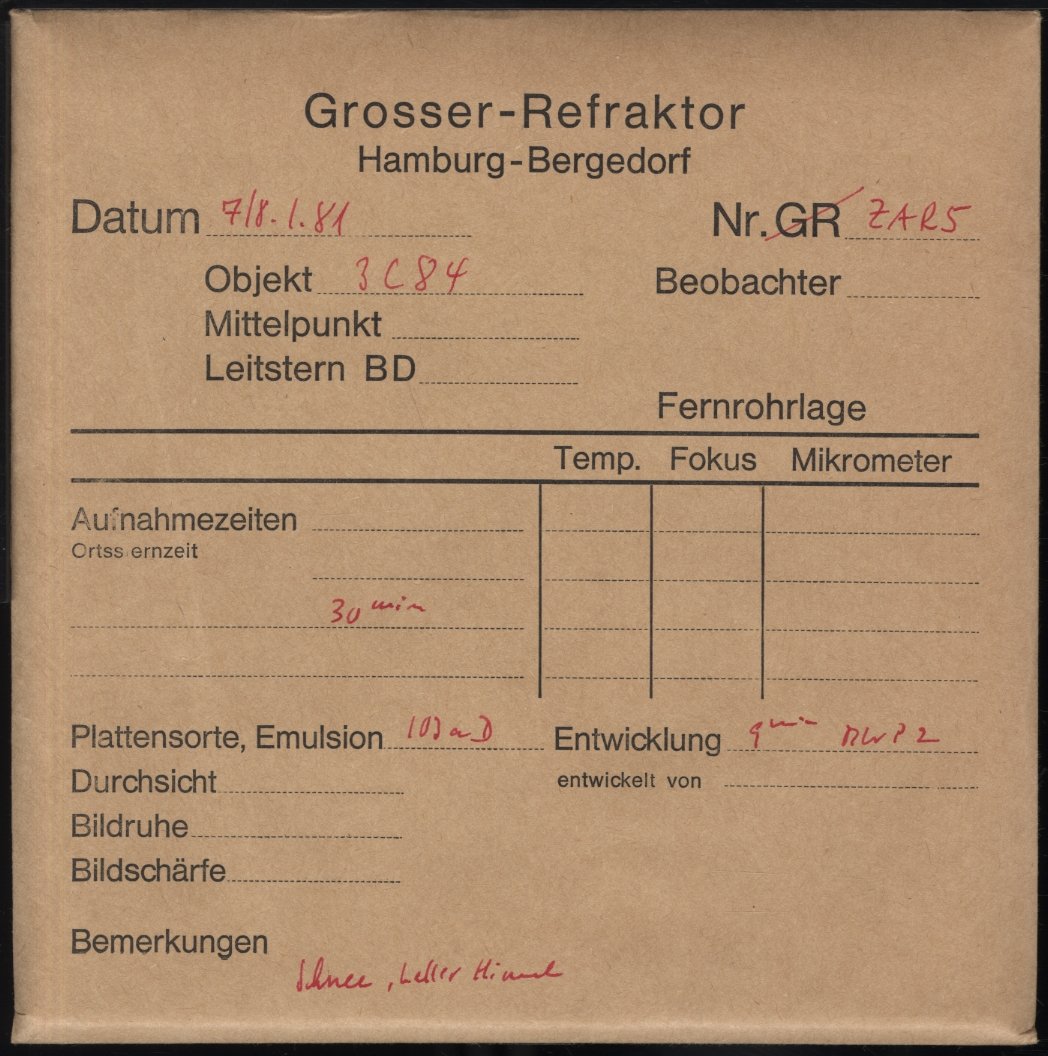 Grosser-Refraktor
Hamburg-Bergedorf
Datum 7/8.1.81 Nr. GR ZAR5
Objekt 3C84 Beobachter
Mittelpunkt
Leitstern BD
Fernrohrlage
Temp. Fokus Mikrometer
Aufnahmezeiten
Ortss ernzeit
30 min
Plattensorte, Emulsion 103aD Entwicklung 9 min MWP2
Durchsicht entwickelt von
Bildruhe
Bildschärfe
Bemerkungen
Schnee, heller Himmel